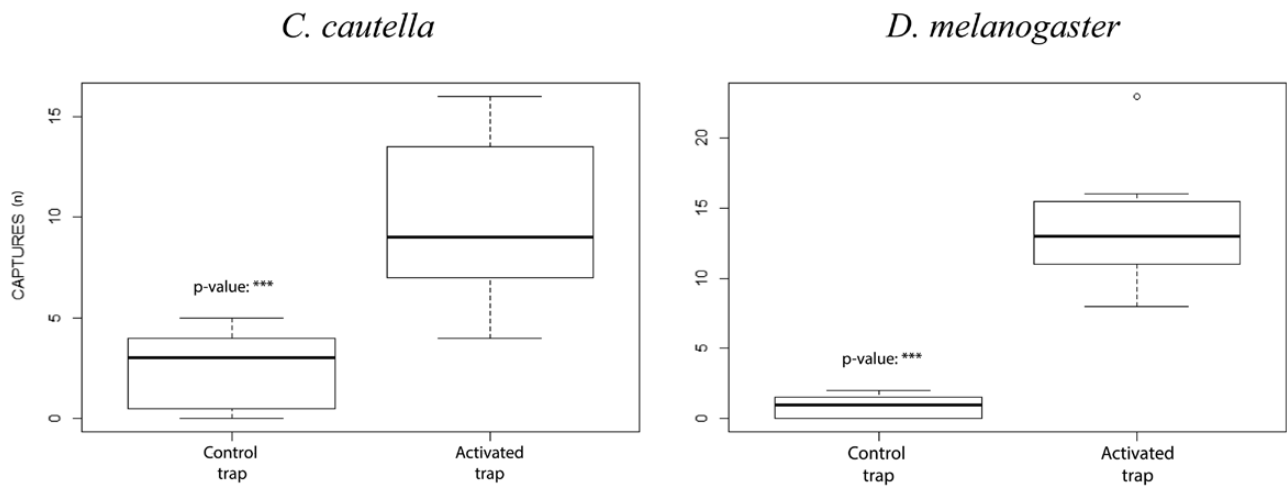 C. cautella
D. melanogaster
CAPTURES (n)
15
10
5
0
p-value: ***
Control
trap
Activated
trap
20
15
10
5
0
p-value: ***
Control
trap
Activated
trap